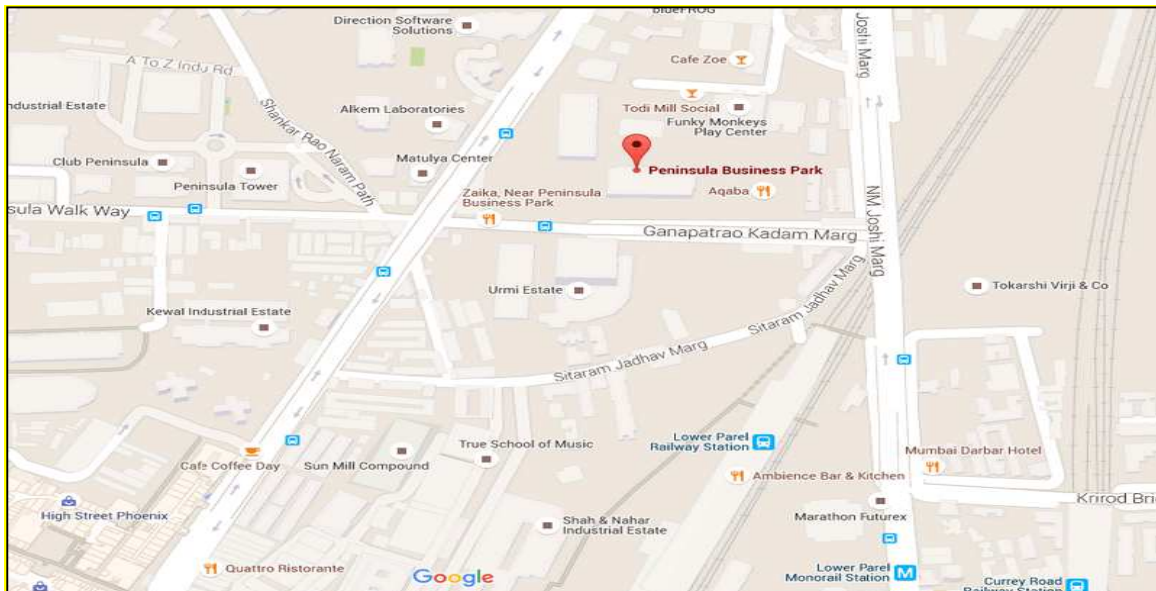 blueFROG
Direction Software
Solutions
Joshi Marg
Cafe Zoe
A To Z Indu Rd
ndustrial Estate
Alkem Laboratories
Todi Mill Social
Funky Monkeys
Play Center
Shankar Rao Naram Path
Club Peninsula
Matulya Center
Peninsula Tower
Peninsula Business Park
Zaika, Near Peninsula
Business Park
Aqaba
sula Walk Way
Ganapatrao Kadam Marg
NM Joshi Marg
Urmi Estate
Tokarshi Virji & Co
Kewal Industrial Estate
Sitaram Jadhav Marg
Sitaram Jadhav Marg
Lower Parel
Railway Station
True School of Music
Cafe Coffee Day
Sun Mill Compound
Mumbai Darbar Hotel
Ambience Bar & Kitchen
Krirod Bri
High Street Phoenix
Shah & Nahar
Industrial Estate
Marathon Futurex
Quattro Ristorante
Google
Lower Parel
Monorail Station
M
Currey Road
Railway Station